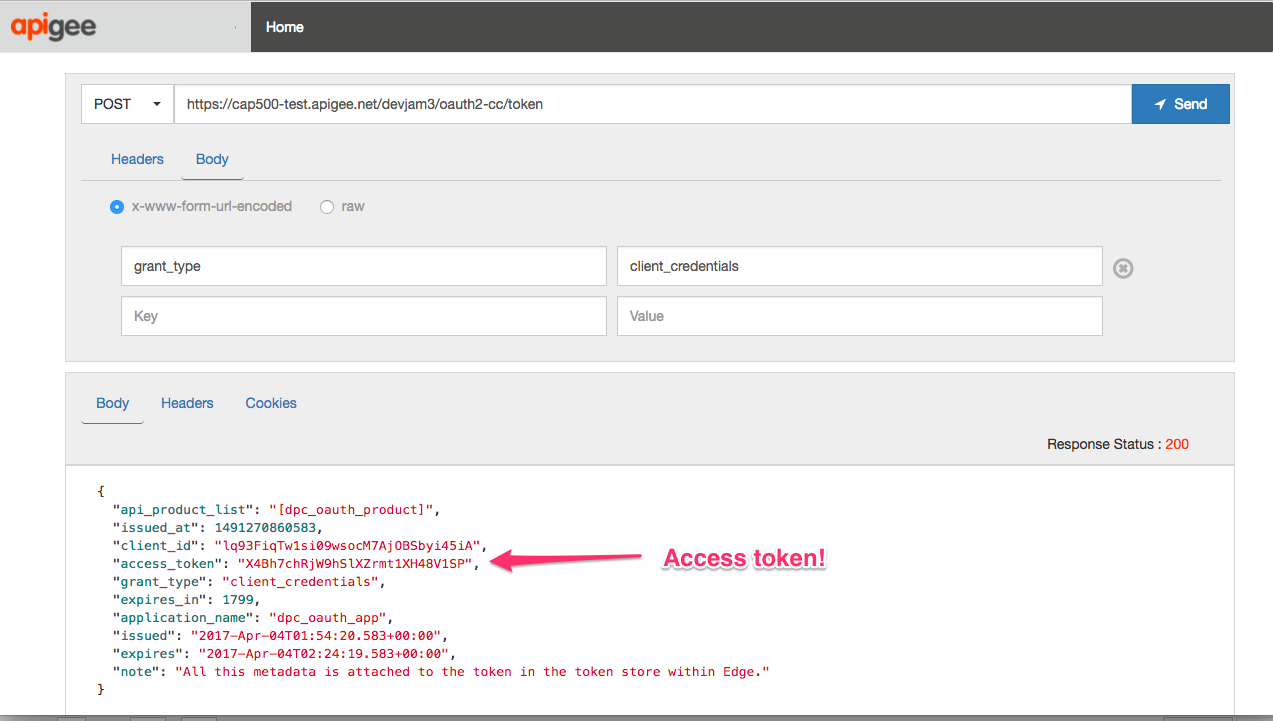 apigee
Home
POST
https://cap500-test.apigee.net/devjam3/oauth2-cc/token
Send
Headers
Body
x-www-form-url-encoded
raw
grant_type
client_credentials
Key
Value
Body
Headers
Cookies
Response Status : 200
{
"api_product_list": "[dpc_oauth_product]",
"issued_at": 1491270860583,
"client_id": "lq93FiqTw1si09wsocM7AjOBSbyi45iA",
"access_token": "X4Bh7chRjW9hSlXZrmt1XH48V1SP",
Access token!
"grant_type": "client_credentials",
"expires_in": 1799,
"application_name": "dpc_oauth_app",
"issued": "2017-Apr-04T01:54:20.583+00:00",
"expires": "2017-Apr-04T02:24:19.583+00:00",
"note": "All this metadata is attached to the token in the token store within Edge."
}